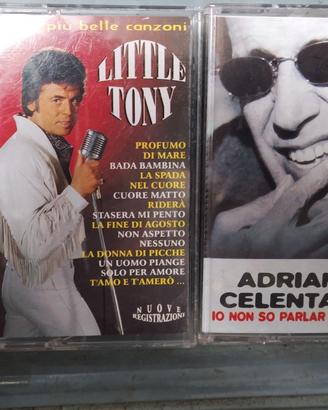 più belle canzoni
LITTLE
TONY
PROFUMO
DI MARE
BADA BAMBINA
LA SPADA
NEL CUORE
CUORE MATTO
RIDERÀ
STASERA MI PENTO
LA FINE DI AGOSTO
NON ASPETTO
NESSUNO
LA DONNA DI PICCHE
UN UOMO PIANGE
SOLO PER AMORE
T'AMO E T'AMERÒ ...
NUOVE
REGISTRAZIONI
ADRIAN
CELENTA
IO NON SO PARLAR